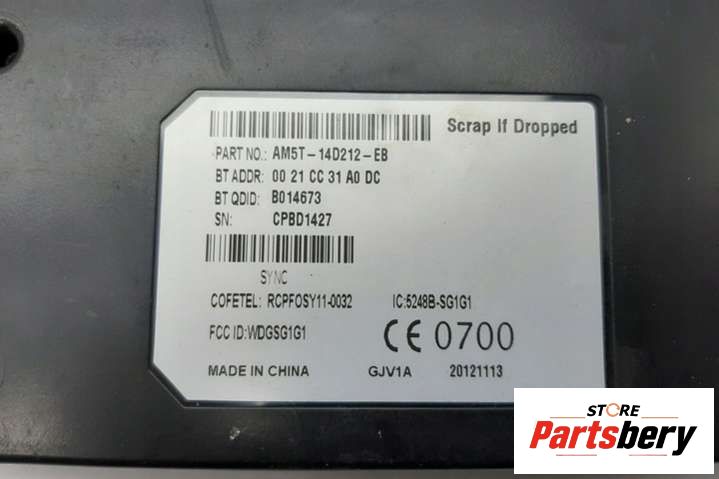 Scrap If Dropped
PART NO.: AM5T-14D212-EB
BT ADDR: 00 21 CC 31 A0 DC
BT QDID: B014673
SN: CPBD1427
SYNC
COFETEL: RCPFOSY11-0032 IC:5248B-SG1G1
FCC ID:WDGSG1G1 CE 0700
MADE IN CHINA GJV1A 20121113
STORE
Partsbery